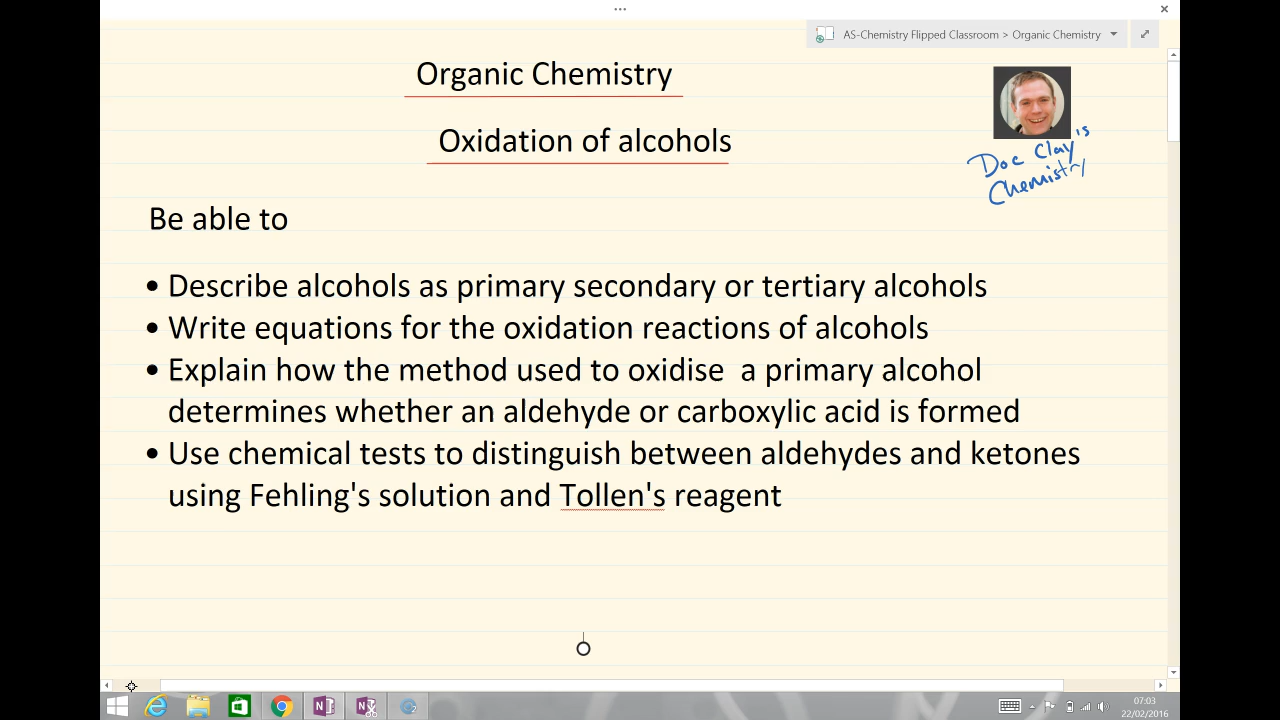 AS-Chemistry Flipped Classroom > Organic Chemistry
Organic Chemistry
Oxidation of alcohols
Doc Clay's
Chemistry
Be able to
• Describe alcohols as primary secondary or tertiary alcohols
• Write equations for the oxidation reactions of alcohols
• Explain how the method used to oxidise a primary alcohol
determines whether an aldehyde or carboxylic acid is formed
• Use chemical tests to distinguish between aldehydes and ketones
using Fehling's solution and Tollen's reagent
07:03
22/02/2016